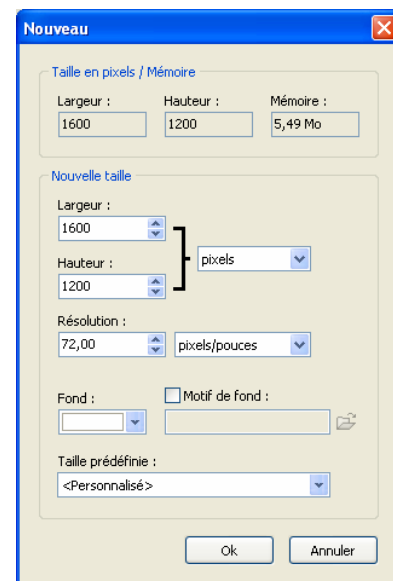 Nouveau
Taille en pixels / Mémoire
Largeur : Hauteur : Mémoire :
1600 1200 5,49 Mo
Nouvelle taille
Largeur :
1600
pixels
Hauteur :
1200
Résolution :
72,00 pixels/pouces
Fond : Motif de fond :
Taille prédéfinie :
<Personnalisé>
Ok Annuler